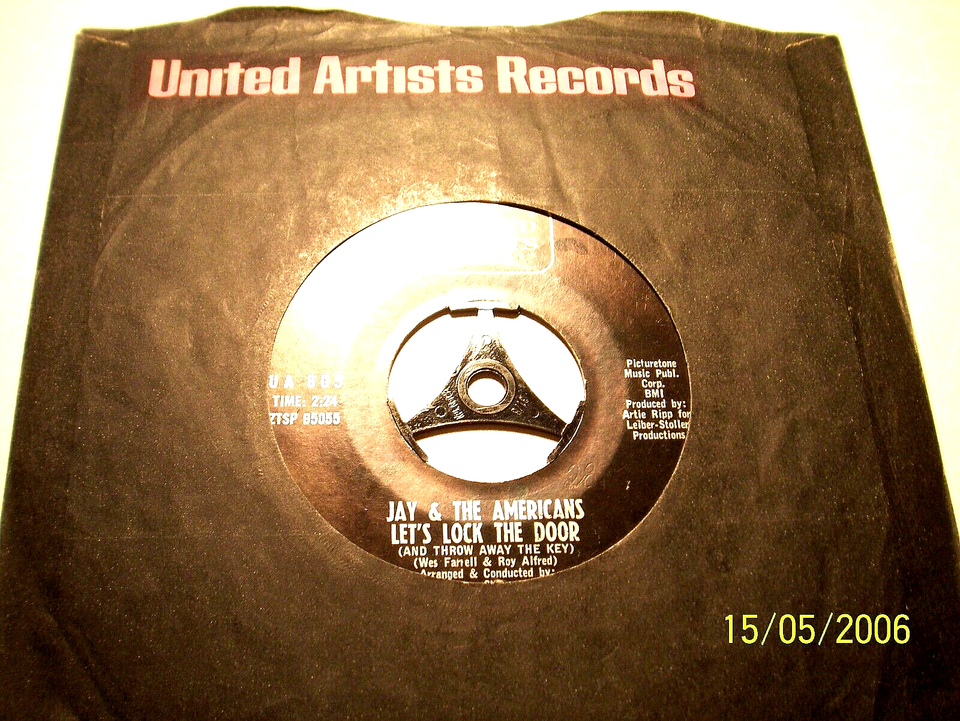 United Artists Records
UA 805
TIME: 2:24
ZTSP 85055
Picturetone
Music Publ.
Corp.
BMI
Produced by:
Artie Ripp for
Leiber-Stoller
Productions
JAY & THE AMERICANS
LET'S LOCK THE DOOR
(AND THROW AWAY THE KEY)
(Wes Farrell & Roy Alfred)
Arranged & Conducted by:
15/05/2006